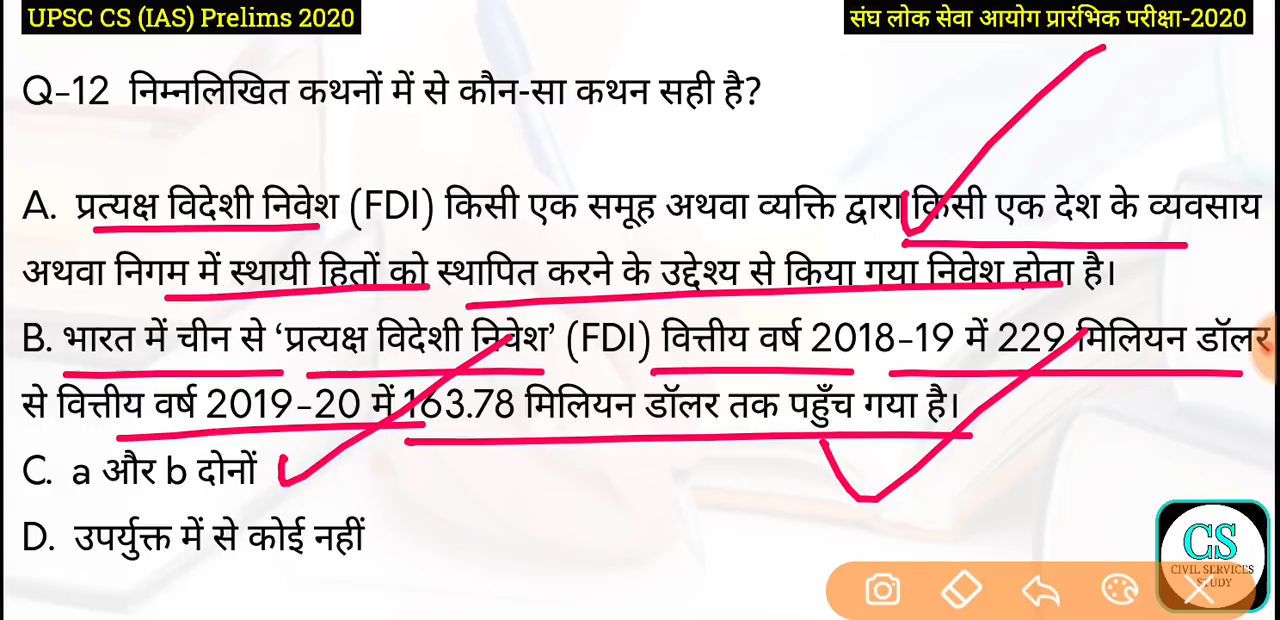 UPSC CS (IAS) Prelims 2020
संघ लोक सेवा आयोग प्रारंभिक परीक्षा-2020
Q-12 निम्नलिखित कथनों में से कौन-सा कथन सही है?
A. प्रत्यक्ष विदेशी निवेश (FDI) किसी एक समूह अथवा व्यक्ति द्वारा किसी एक देश के व्यवसाय
अथवा निगम में स्थायी हितों को स्थापित करने के उद्देश्य से किया गया निवेश होता है।
B. भारत में चीन से ‘प्रत्यक्ष विदेशी निवेश’ (FDI) वित्तीय वर्ष 2018-19 में 229 मिलियन डॉलर
से वित्तीय वर्ष 2019-20 में 163.78 मिलियन डॉलर तक पहुँच गया है।
C. a और b दोनों
D. उपर्युक्त में से कोई नहीं
CS
CIVIL SERVICES
STUDY